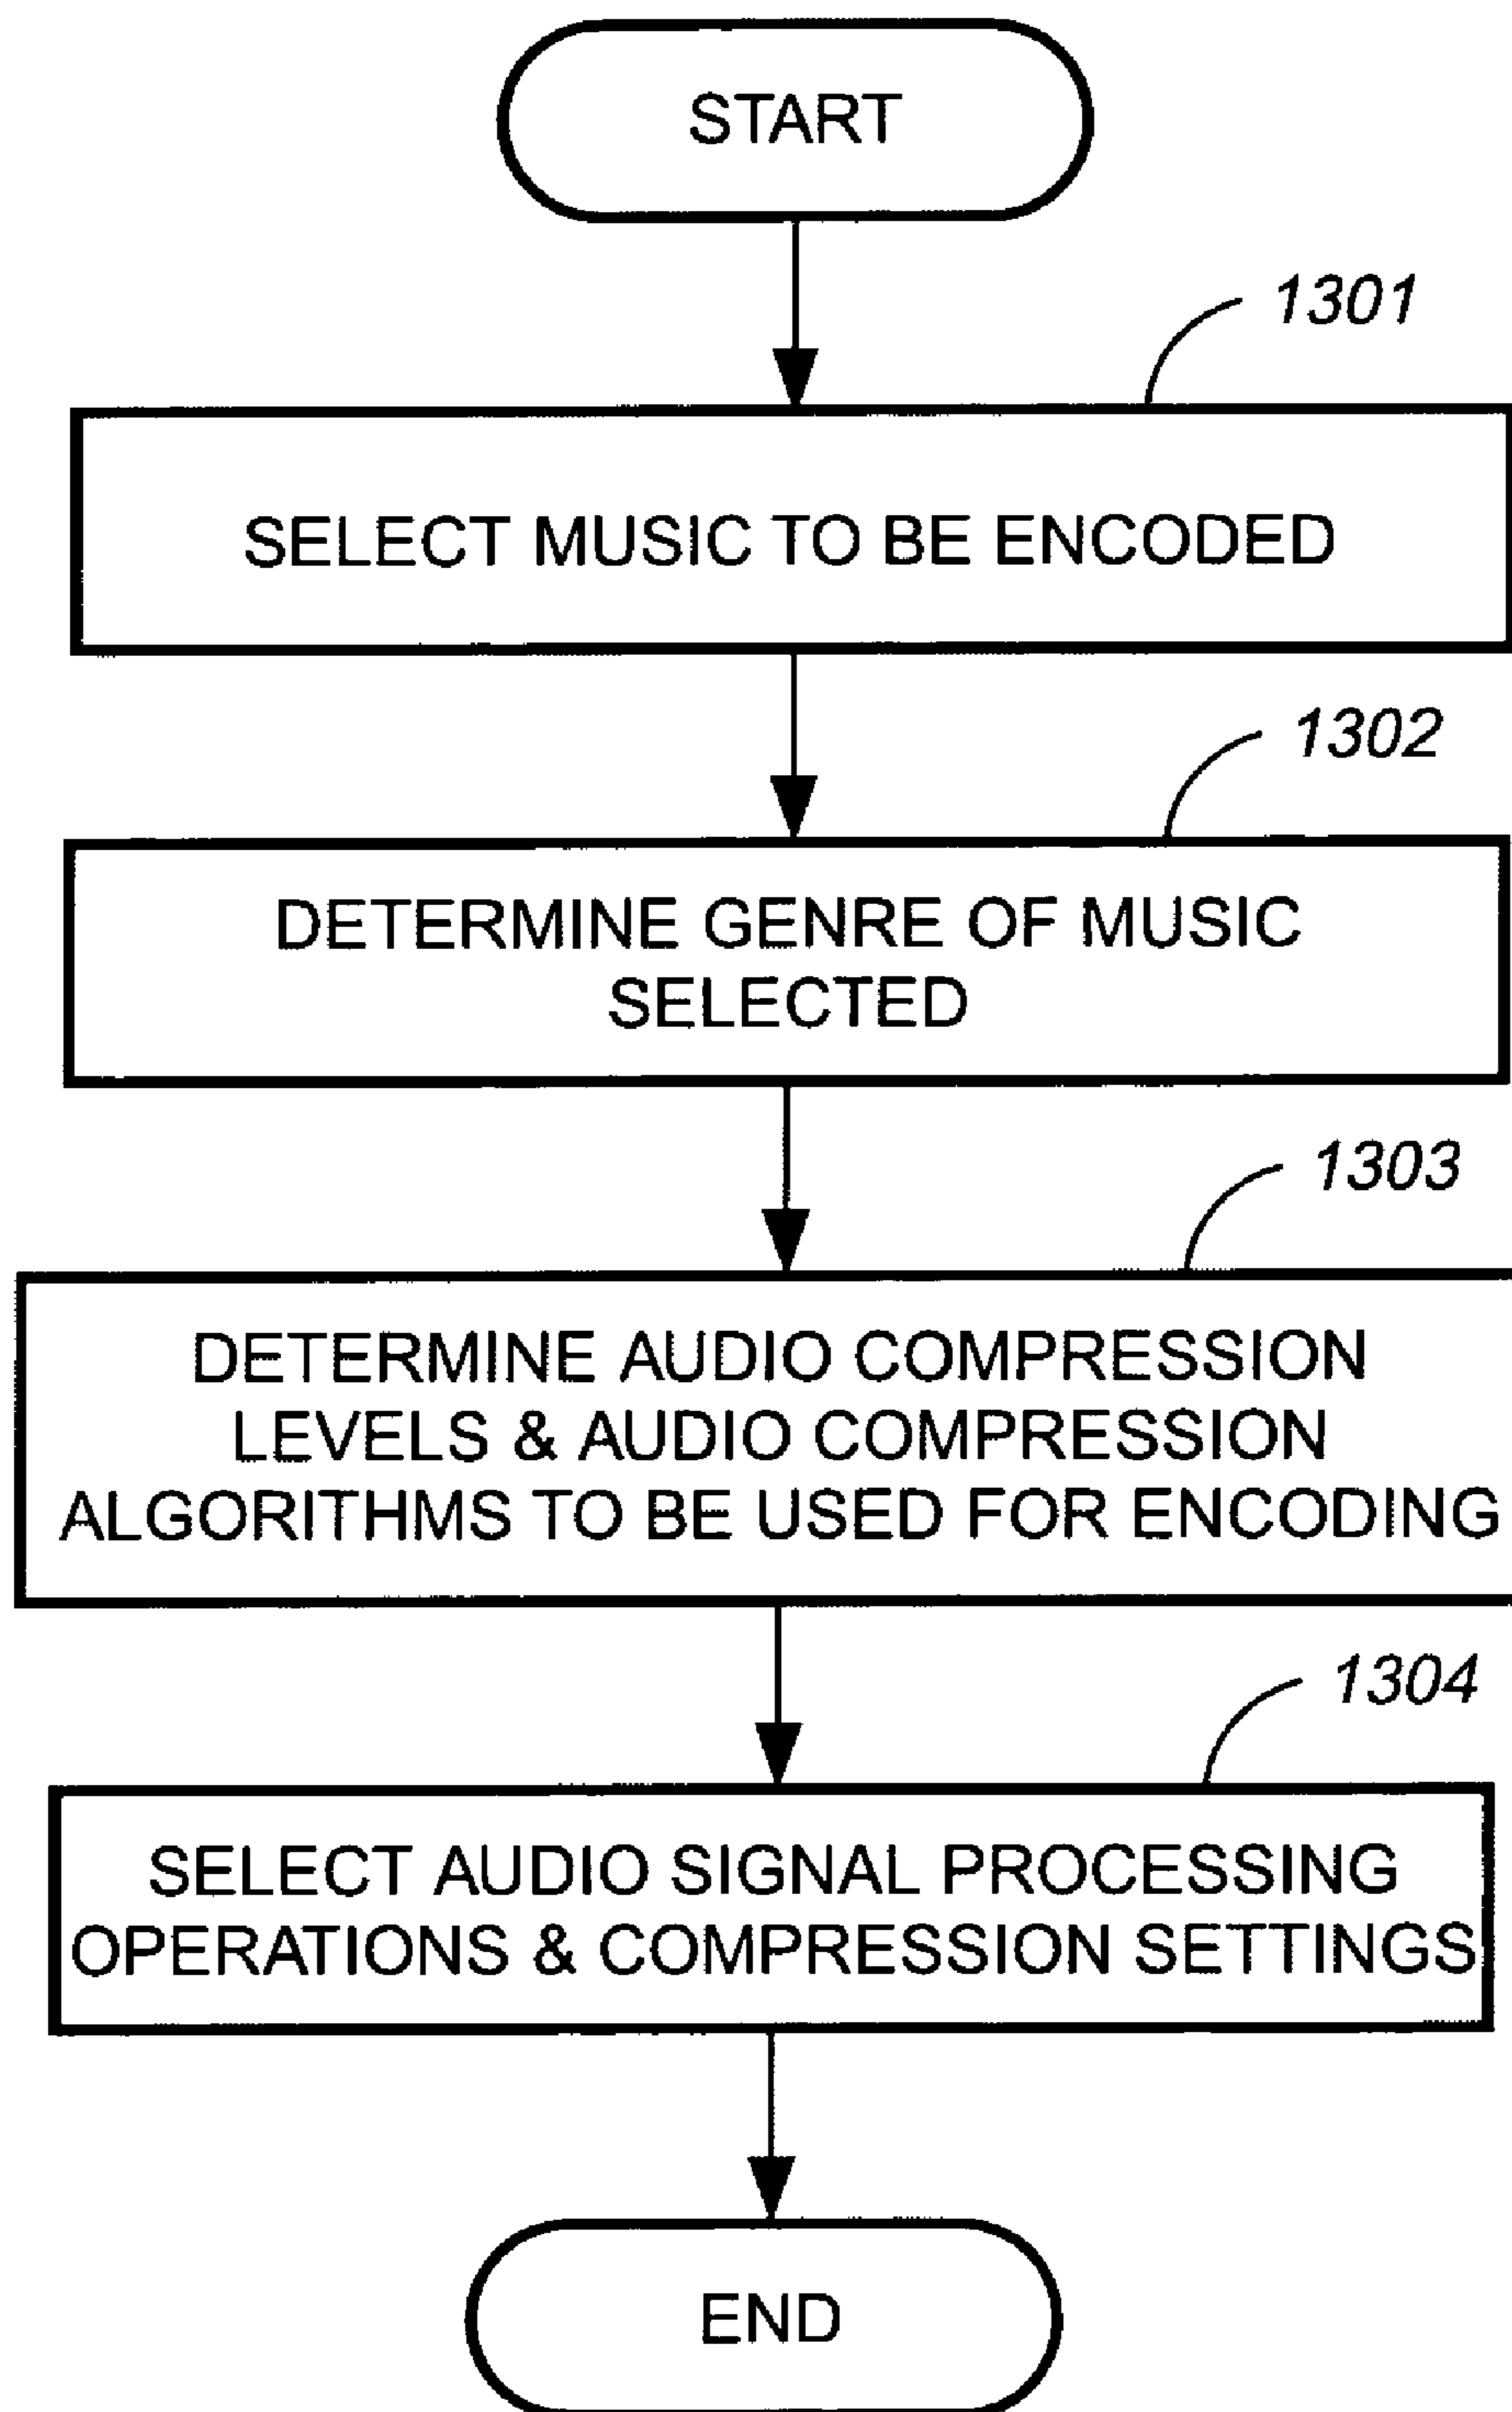 START
1301
SELECT MUSIC TO BE ENCODED
1302
DETERMINE GENRE OF MUSIC
SELECTED
1303
DETERMINE AUDIO COMPRESSION
LEVELS & AUDIO COMPRESSION
ALGORITHMS TO BE USED FOR ENCODING
1304
SELECT AUDIO SIGNAL PROCESSING
OPERATIONS & COMPRESSION SETTINGS
END